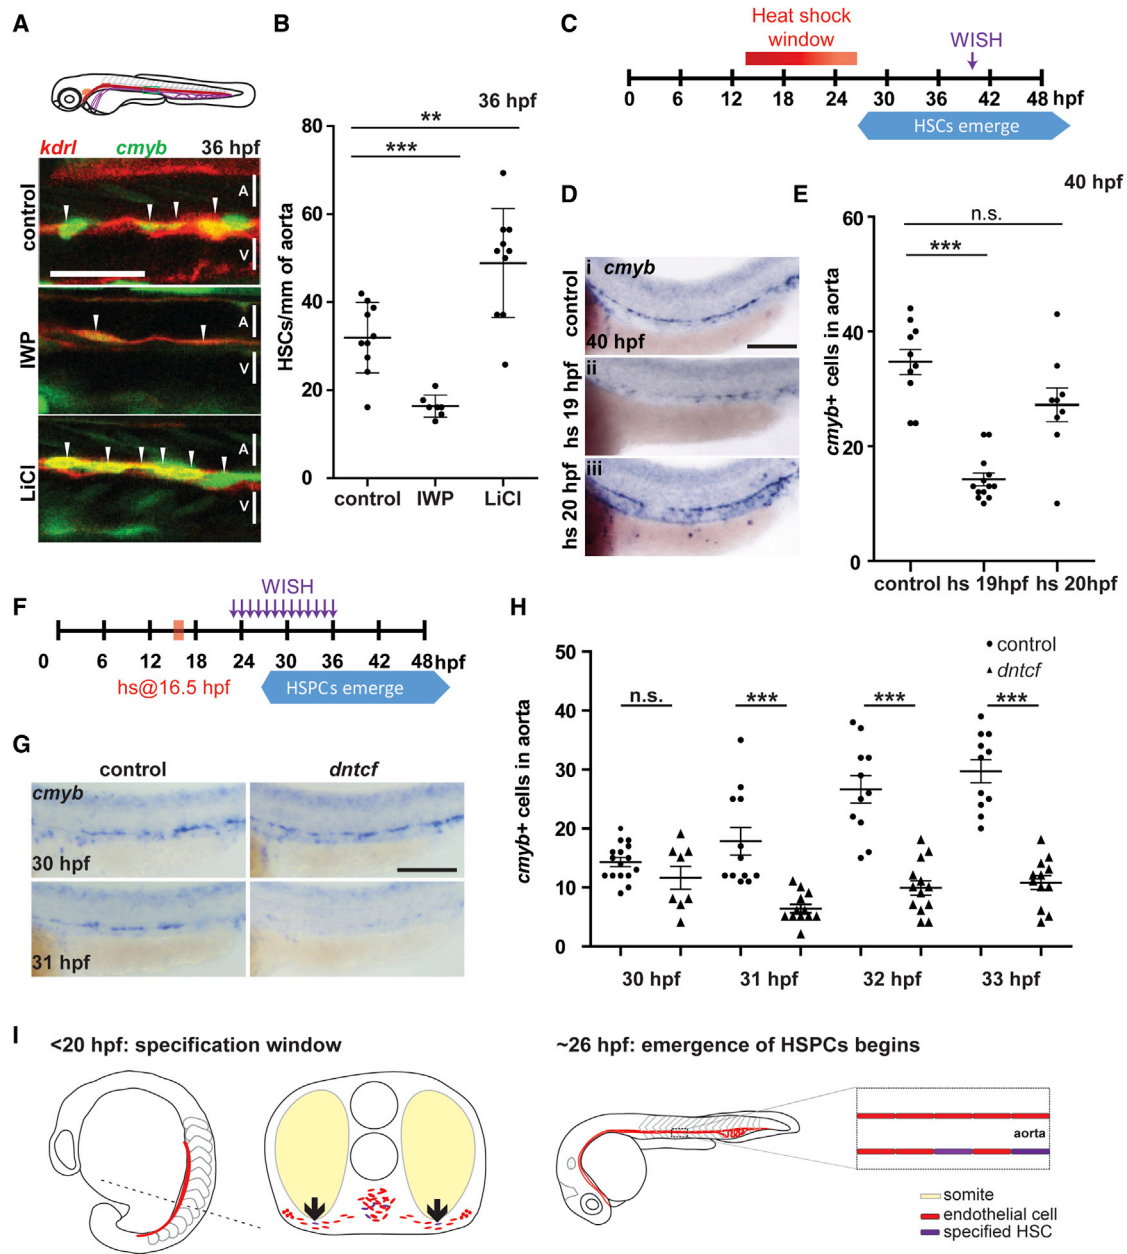 A
kdrl cmyb 36 hpf
control
A
V
IWP
A
V
LiCl
A
V
B
36 hpf
**
***
HSCs/mm of aorta
80
60
40
20
0
control IWP LiCl
C
Heat shock
window
WISH
0 6 12 18 24 30 36 42 48 hpf
HSCs emerge
D
i cmyb
control
40 hpf
ii
hs 19 hpf
iii
hs 20 hpf
E
40 hpf
n.s.
***
cmyb+ cells in aorta
60
40
20
0
control hs 19hpf hs 20hpf
F
WISH
0 6 12 18 24 30 36 42 48hpf
hs@16.5 hpf
HSPCs emerge
G
control dntcf
cmyb
30 hpf
31 hpf
H
control
dntcf
n.s. *** *** ***
cmyb+ cells in aorta
50
40
30
20
10
0
30 hpf 31 hpf 32 hpf 33 hpf
I
<20 hpf: specification window
~26 hpf: emergence of HSPCs begins
aorta
somite
endothelial cell
specified HSC